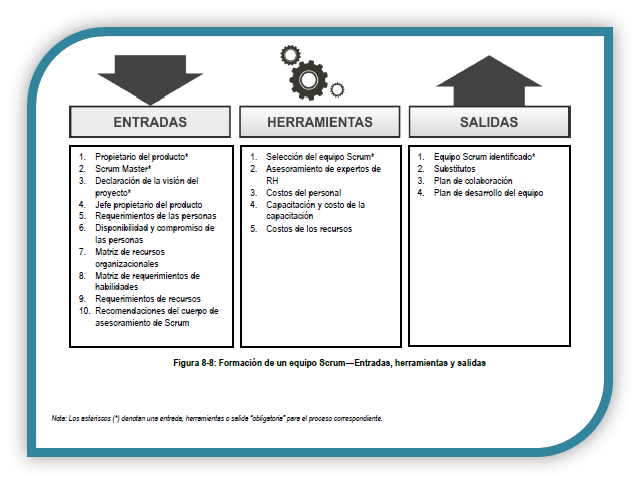 ENTRADAS
1. Propietario del producto*
2. Scrum Master*
3. Declaración de la visión del
proyecto*
4. Jefe propietario del producto
5. Requerimientos de las personas
6. Disponibilidad y compromiso de
las personas
7. Matriz de recursos
organizacionales
8. Matriz de requerimientos de
habilidades
9. Requerimientos de recursos
10. Recomendaciones del cuerpo de
asesoramiento de Scrum
HERRAMIENTAS
1. Selección del equipo Scrum*
2. Asesoramiento de expertos de
RH
3. Costos del personal
4. Capacitación y costo de la
capacitación
5. Costos de los recursos
SALIDAS
1. Equipo Scrum identificado*
2. Substitutos
3. Plan de colaboración
4. Plan de desarrollo del equipo
Figura 8-8: Formación de un equipo Scrum—Entradas, herramientas y salidas
Nota: Los asteriscos (*) denotan una entrada, herramientas o salida "obligatoria" para el proceso correspondiente.